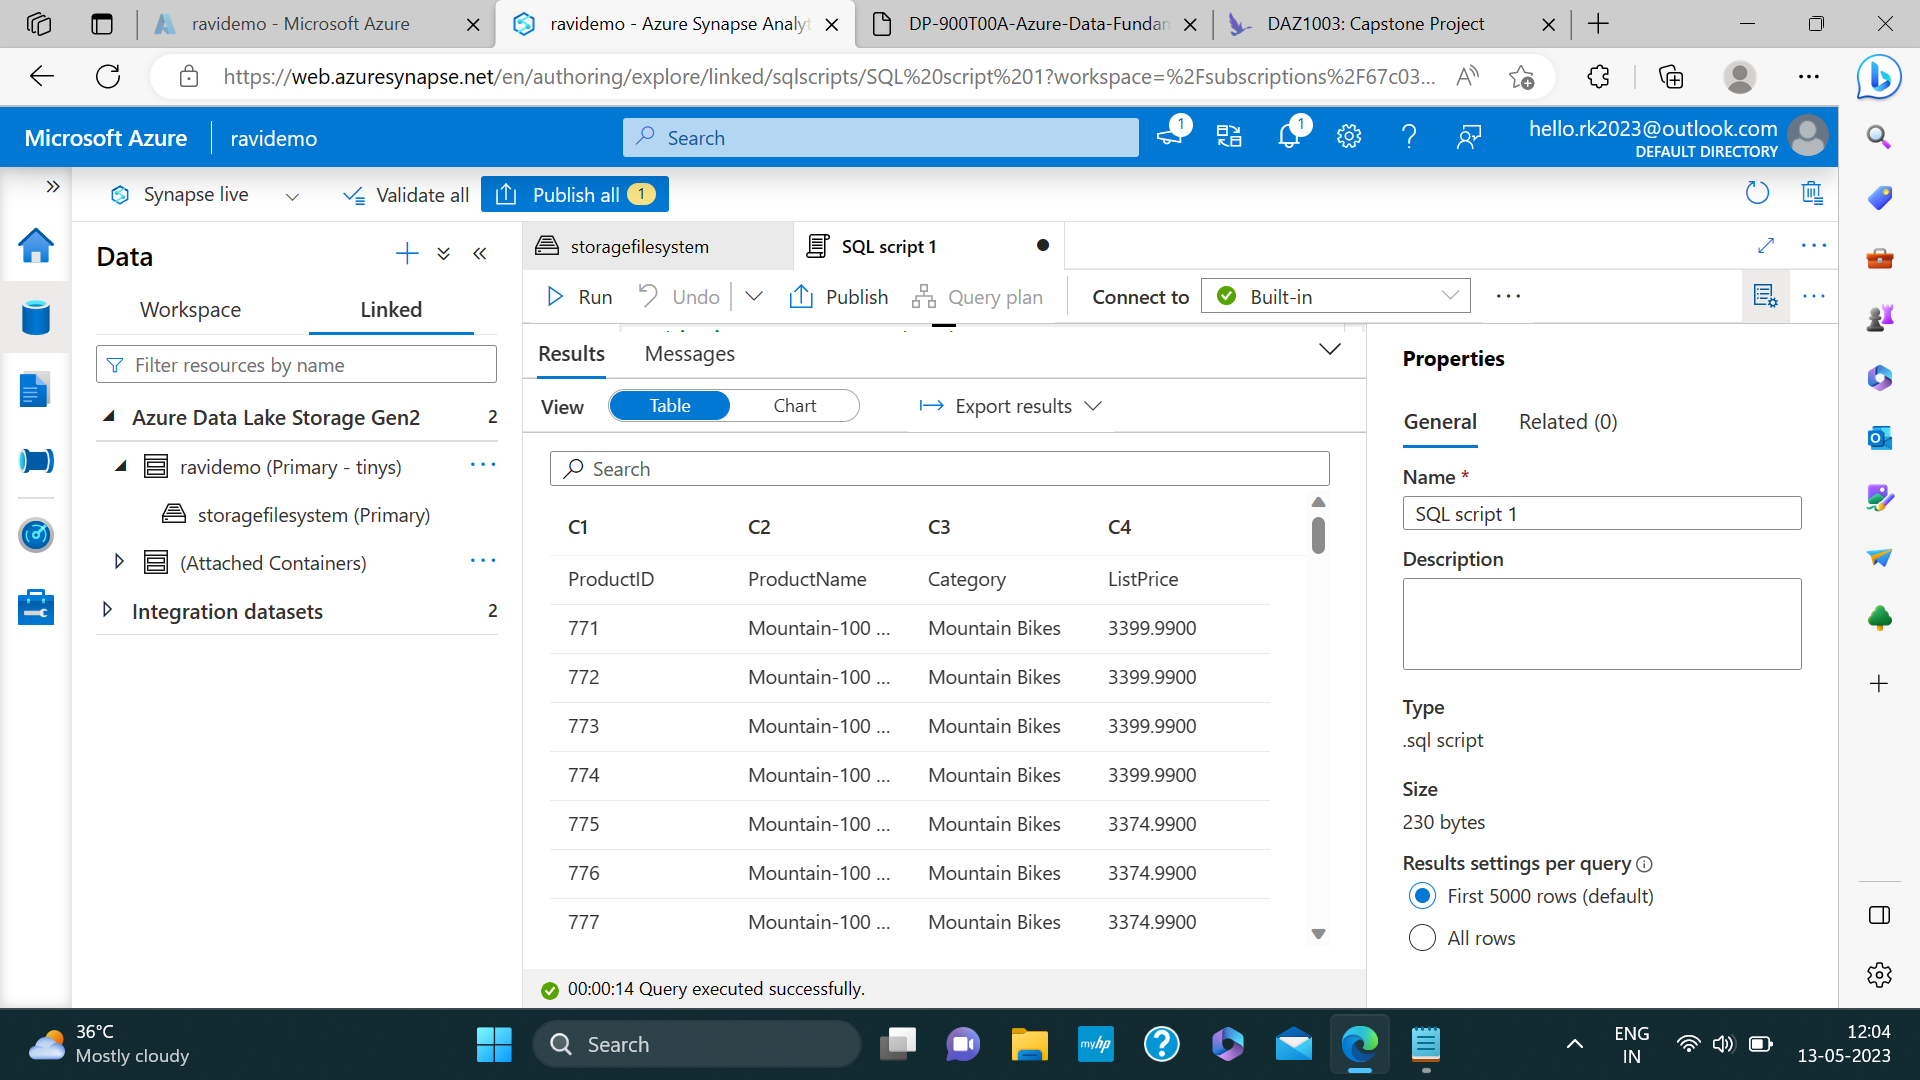 ravidemo - Microsoft Azure
ravidemo - Azure Synapse Analyt
DP-900T00A-Azure-Data-Fundan
DAZ1003: Capstone Project
https://web.azuresynapse.net/en/authoring/explore/linked/sqlscripts/SQL%20script%201?workspace=%2Fsubscriptions%2F67c03...
Microsoft Azure
ravidemo
Search
1
1
hello.rk2023@outlook.com
DEFAULT DIRECTORY
Synapse live
Validate all
Publish all 1
Data
Workspace
Linked
Filter resources by name
Azure Data Lake Storage Gen2 2
ravidemo (Primary - tinys)
storagefilesystem (Primary)
(Attached Containers)
Integration datasets 2
storagefilesystem
SQL script 1
Run
Undo
Publish
Query plan
Connect to
Built-in
Results
Messages
View
Table
Chart
Export results
Search
C1 C2 C3 C4
ProductID ProductName Category ListPrice
771 Mountain-100 ... Mountain Bikes 3399.9900
772 Mountain-100 ... Mountain Bikes 3399.9900
773 Mountain-100 ... Mountain Bikes 3399.9900
774 Mountain-100 ... Mountain Bikes 3399.9900
775 Mountain-100 ... Mountain Bikes 3374.9900
776 Mountain-100 ... Mountain Bikes 3374.9900
777 Mountain-100 ... Mountain Bikes 3374.9900
00:00:14 Query executed successfully.
Properties
General
Related (0)
Name *
SQL script 1
Description
Type
.sql script
Size
230 bytes
Results settings per query
First 5000 rows (default)
All rows
36°C
Mostly cloudy
Search
myhp
ENG
IN
12:04
13-05-2023